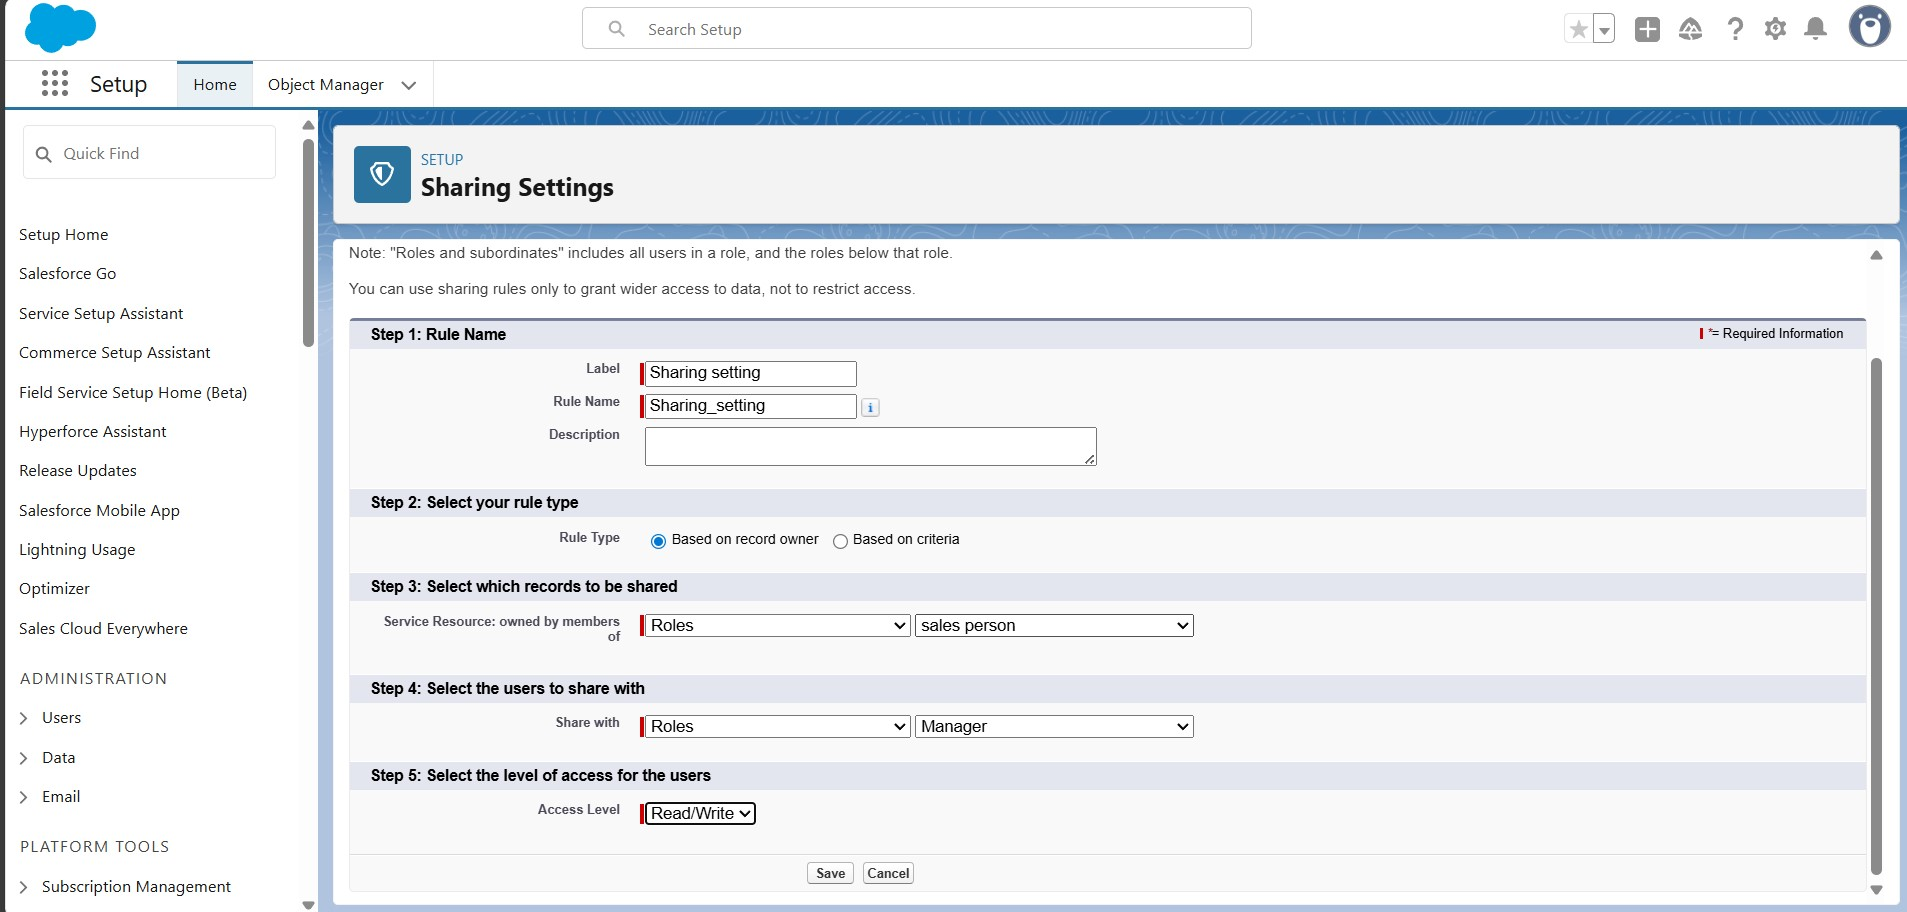 Search Setup
Setup
Home
Object Manager
Quick Find
Setup Home
Salesforce Go
Service Setup Assistant
Commerce Setup Assistant
Field Service Setup Home (Beta)
Hyperforce Assistant
Release Updates
Salesforce Mobile App
Lightning Usage
Optimizer
Sales Cloud Everywhere
ADMINISTRATION
Users
Data
Email
PLATFORM TOOLS
Subscription Management
SETUP
Sharing Settings
Note: "Roles and subordinates" includes all users in a role, and the roles below that role.
You can use sharing rules only to grant wider access to data, not to restrict access.
Step 1: Rule Name
*= Required Information
Label Sharing setting
Rule Name Sharing_setting
Description
Step 2: Select your rule type
Rule Type Based on record owner Based on criteria
Step 3: Select which records to be shared
Service Resource: owned by members
of
Roles sales person
Step 4: Select the users to share with
Share with Roles Manager
Step 5: Select the level of access for the users
Access Level Read/Write
Save Cancel